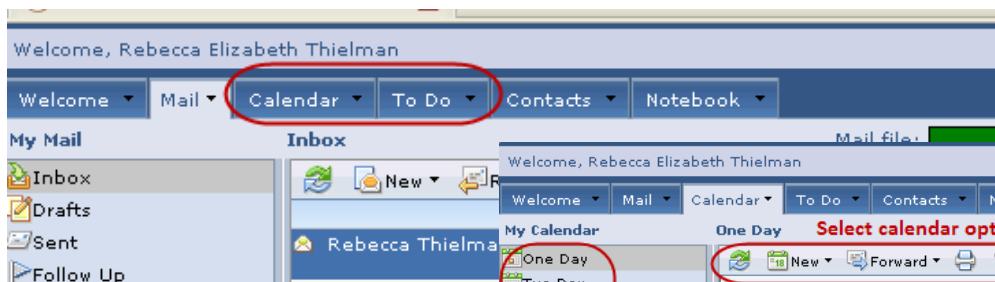 Welcome, Rebecca Elizabeth Thielman
Welcome Mail Calendar To Do Contacts Notebook
My Mail Inbox Mail file:
Inbox
New
Drafts
Sent
Rebecca Thielma
Follow Up
Welcome, Rebecca Elizabeth Thielman
Welcome Mail Calendar To Do Contacts N
My Calendar One Day Select calendar opt
One Day
18 New Forward